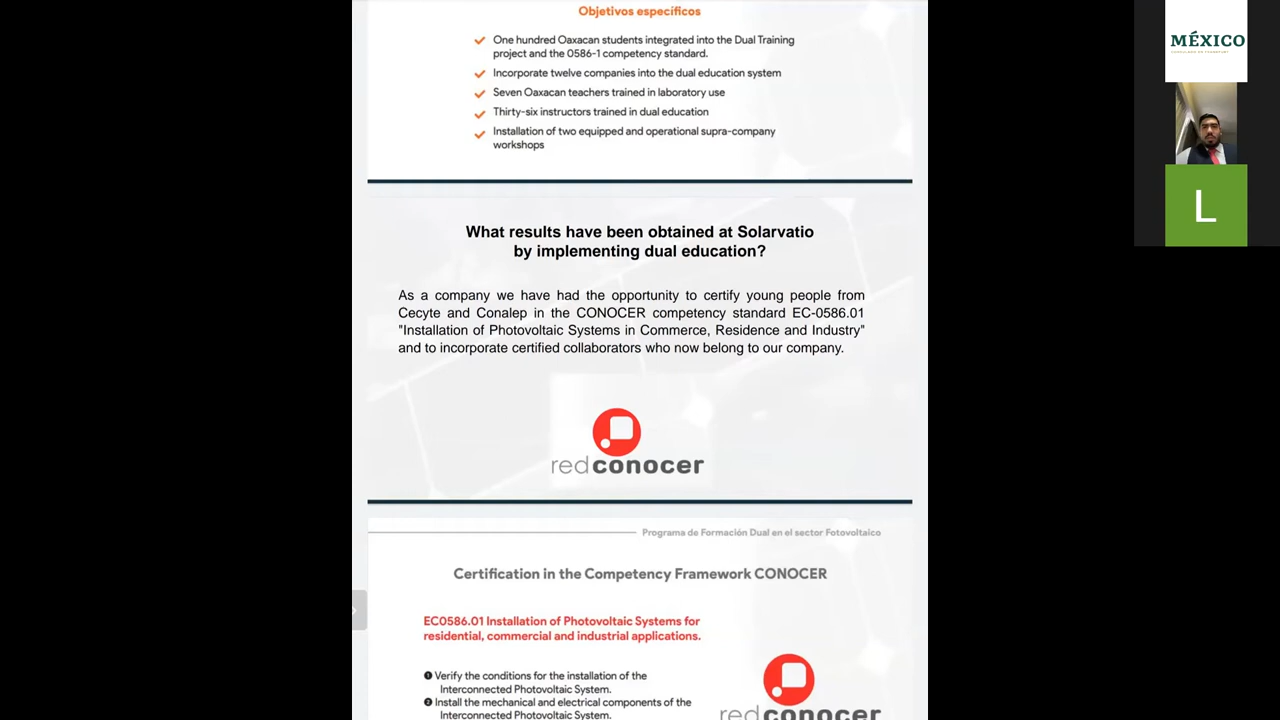 Objetivos específicos
One hundred Oaxacan students integrated into the Dual Training
project and the 0586-1 competency standard.
Incorporate twelve companies into the dual education system
Seven Oaxacan teachers trained in laboratory use
Thirty-six instructors trained in dual education
Installation of two equipped and operational supra-company
workshops
What results have been obtained at Solarvatio
by implementing dual education?
As a company we have had the opportunity to certify young people from
Cecyte and Conalep in the CONOCER competency standard EC-0586.01
"Installation of Photovoltaic Systems in Commerce, Residence and Industry"
and to incorporate certified collaborators who now belong to our company.
redconocer
Programa de Formación Dual en el sector Fotovoltaico
Certification in the Competency Framework CONOCER
EC0586.01 Installation of Photovoltaic Systems for
residential, commercial and industrial applications.
❶ Verify the conditions for the installation of the
Interconnected Photovoltaic System.
❷ Install the mechanical and electrical components of the
Interconnected Photovoltaic System.
redconocer
MÉXICO
L